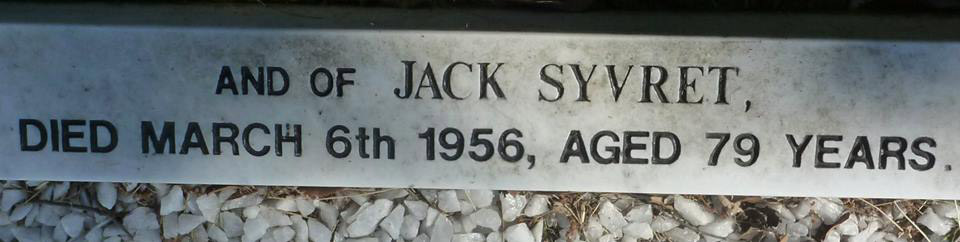 AND OF JACK SYVRET,
DIED MARCH 6th 1956, AGED 79 YEARS.